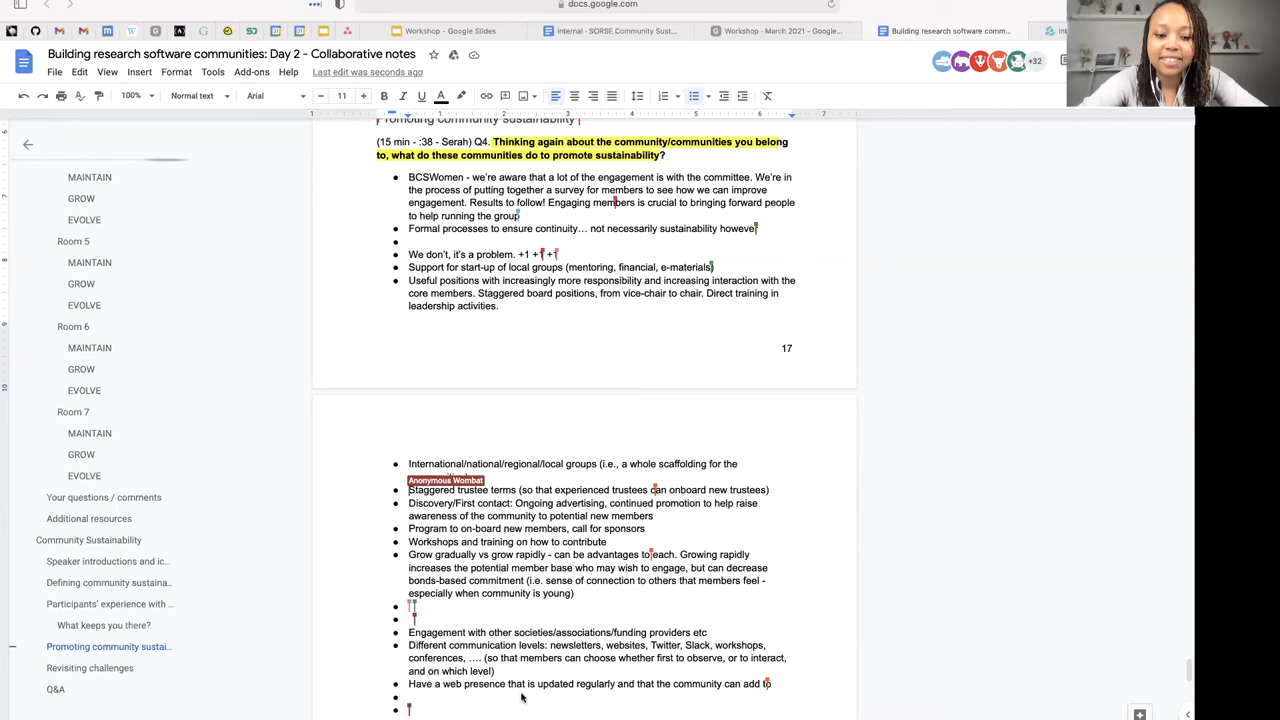 docs.google.com
Workshop - Google Slides
Internal - SORSE Community Sust...
Workshop · March 2021 - Google...
Building research software commun...
Building research software communities: Day 2 - Collaborative notes
+32
File Edit View Insert Format Tools Add-ons Help Last edit was seconds ago
100% Normal text Arial 11
1 1 2 3 4 5 6 7
Promoting community sustainability
(15 min - :38 - Serah) Q4. Thinking again about the community/communities you belong
to, what do these communities do to promote sustainability?
BCSWomen - we're aware that a lot of the engagement is with the committee. We're in
the process of putting together a survey for members to see how we can improve
engagement. Results to follow! Engaging members is crucial to bringing forward people
to help running the group
Formal processes to ensure continuity… not necessarily sustainability however
We don't, it's a problem. +1 +1 +1
Support for start-up of local groups (mentoring, financial, e-materials)
Useful positions with increasingly more responsibility and increasing interaction with the
core members. Staggered board positions, from vice-chair to chair. Direct training in
leadership activities.
17
International/national/regional/local groups (i.e., a whole scaffolding for the
Anonymous Wombat
Staggered trustee terms (so that experienced trustees can onboard new trustees)
Discovery/First contact: Ongoing advertising, continued promotion to help raise
awareness of the community to potential new members
Program to on-board new members, call for sponsors
Workshops and training on how to contribute
Grow gradually vs grow rapidly - can be advantages to each. Growing rapidly
increases the potential member base who may wish to engage, but can decrease
bonds-based commitment (i.e. sense of connection to others that members feel -
especially when community is young)
Engagement with other societies/associations/funding providers etc
Different communication levels: newsletters, websites, Twitter, Slack, workshops,
conferences, …. (so that members can choose whether first to observe, or to interact,
and on which level)
Have a web presence that is updated regularly and that the community can add to
MAINTAIN
GROW
EVOLVE
Room 5
MAINTAIN
GROW
EVOLVE
Room 6
MAINTAIN
GROW
EVOLVE
Room 7
MAINTAIN
GROW
EVOLVE
Your questions / comments
Additional resources
Community Sustainability
Speaker introductions and ic...
Defining community sustaina...
Participants' experience with ...
What keeps you there?
Promoting community sustai...
Revisiting challenges
Q&A